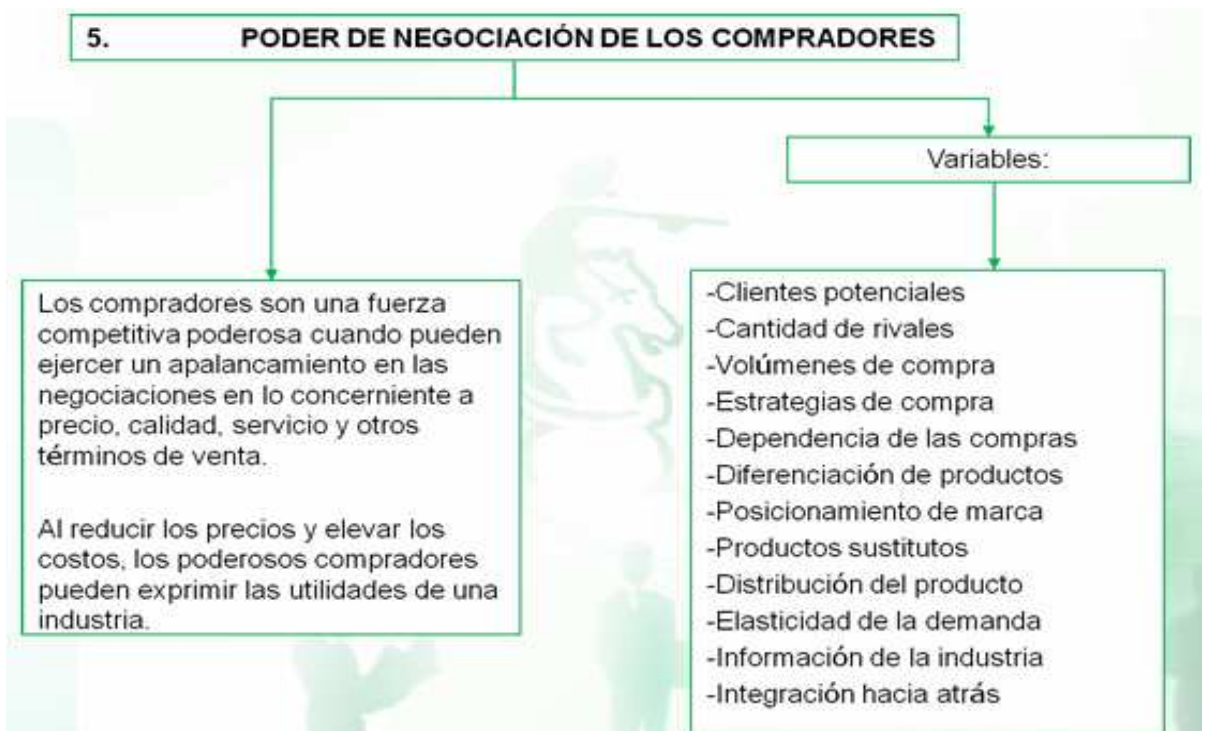 5. PODER DE NEGOCIACIÓN DE LOS COMPRADORES
Variables:
Los compradores son una fuerza
competitiva poderosa cuando pueden
ejercer un apalancamiento en las
negociaciones en lo concerniente a
precio, calidad, servicio y otros
términos de venta.
Al reducir los precios y elevar los
costos, los poderosos compradores
pueden exprimir las utilidades de una
industria.
-Clientes potenciales
-Cantidad de rivales
-Volúmenes de compra
-Estrategias de compra
-Dependencia de las compras
-Diferenciación de productos
-Posicionamiento de marca
-Productos sustitutos
-Distribución del producto
-Elasticidad de la demanda
-Información de la industria
-Integración hacia atrás